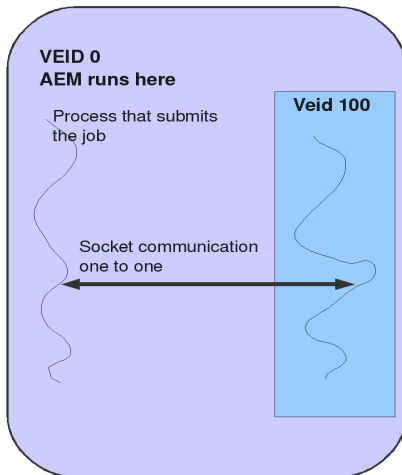 VEID 0
AEM runs here
Process that submits
the job
Veid 100
Socket communication
one to one